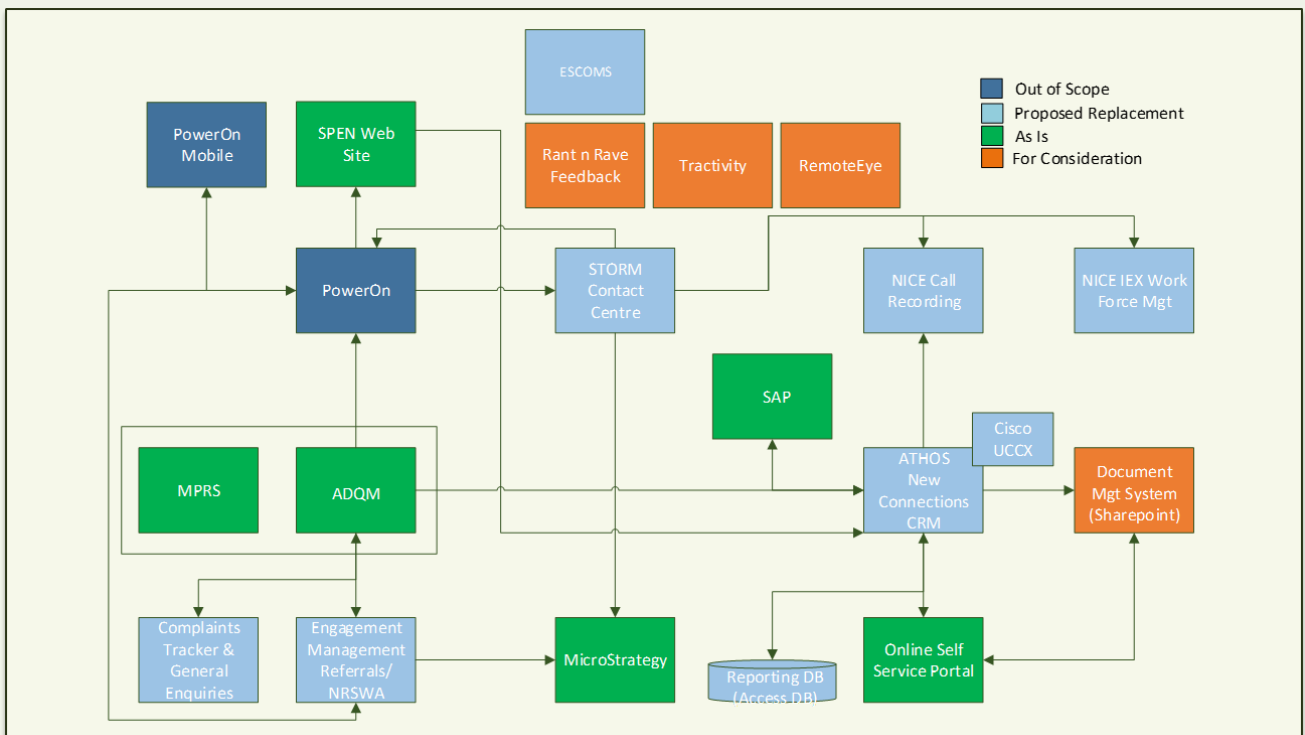 ESCOMS
Out of Scope
Proposed Replacement
As Is
For Consideration
PowerOn
Mobile
SPEN Web
Site
Rant n Rave
Feedback
Tractivity
RemoteEye
PowerOn
STORM
Contact
Centre
NICE Call
Recording
NICE IEX Work
Force Mgt
SAP
Cisco
UCCX
MPRS
ADQM
ATHOS
New
Connections
CRM
Document
Mgt System
(Sharepoint)
Complaints
Tracker &
General
Enquiries
Engagement
Management
Referrals/
NRSWA
MicroStrategy
Reporting DB
(Access DB)
Online Self
Service Portal